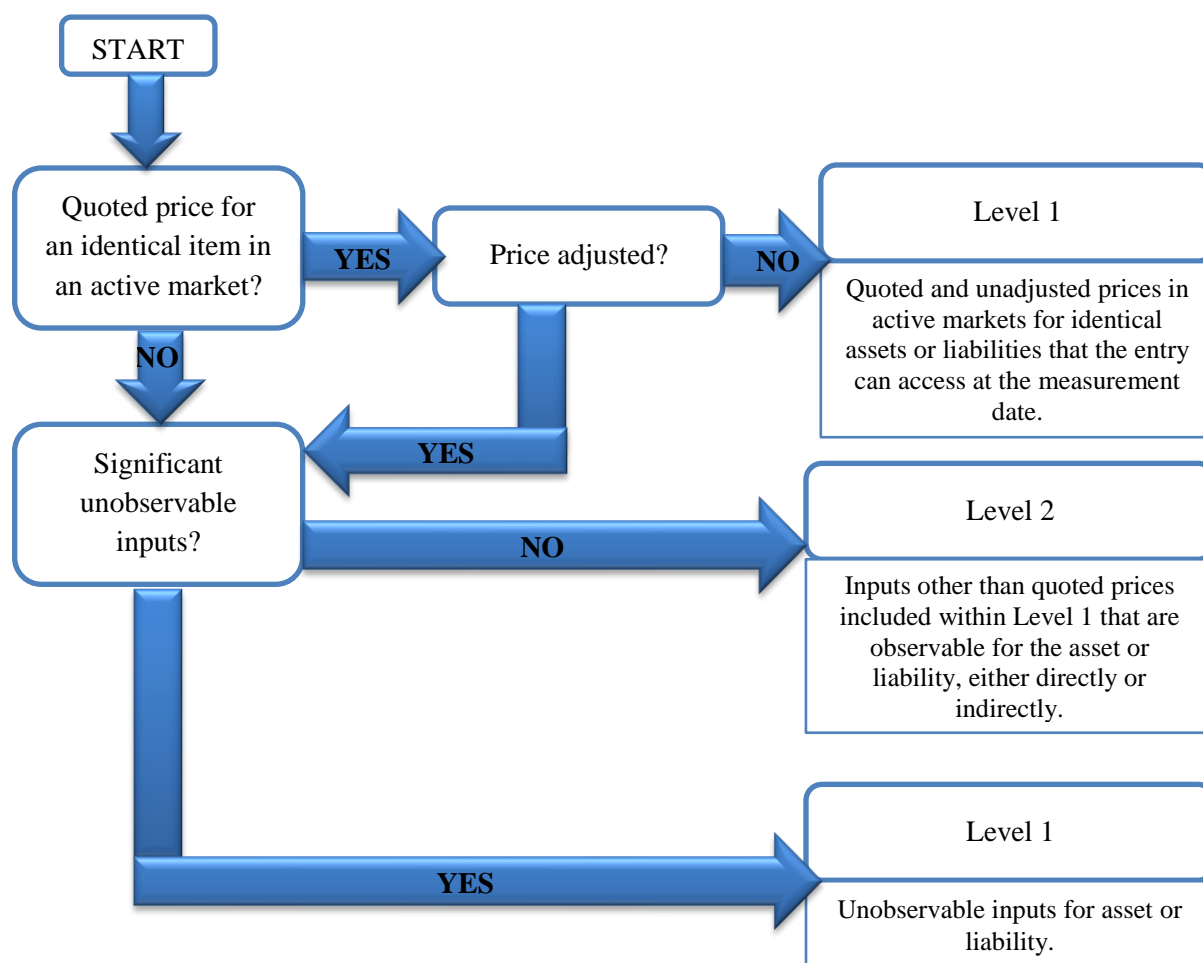 START
Quoted price for
an identical item in
an active market?
YES
Price adjusted?
NO
Level 1
Quoted and unadjusted prices in
active markets for identical
assets or liabilities that the entry
can access at the measurement
date.
NO
YES
Significant
unobservable
inputs?
NO
Level 2
Inputs other than quoted prices
included within Level 1 that are
observable for the asset or
liability, either directly or
indirectly.
YES
Level 1
Unobservable inputs for asset or
liability.